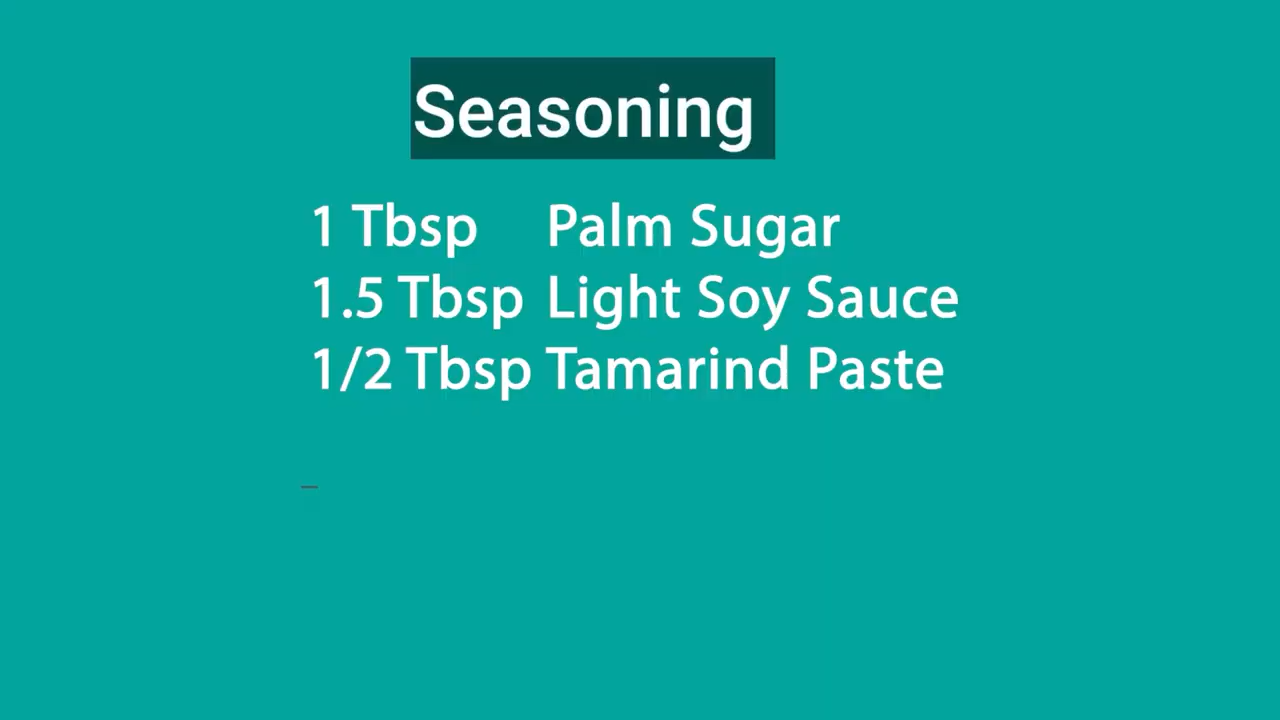 Seasoning
1 Tbsp Palm Sugar
1.5 Tbsp Light Soy Sauce
1/2 Tbsp Tamarind Paste